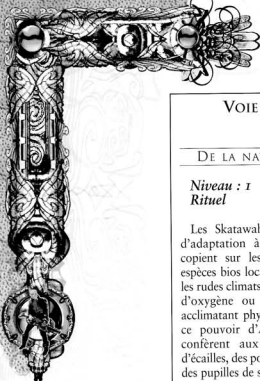 VOIE
DE LA NA
Niveau : 1
Rituel
Les Skatawah
d'adaptation à
copient sur les
espèces bios loc
les rudes climats
d'oxygène ou
acclimatant phy
ce pouvoir d'A
confèrent aux
d'écailles, des po
des pupilles de s